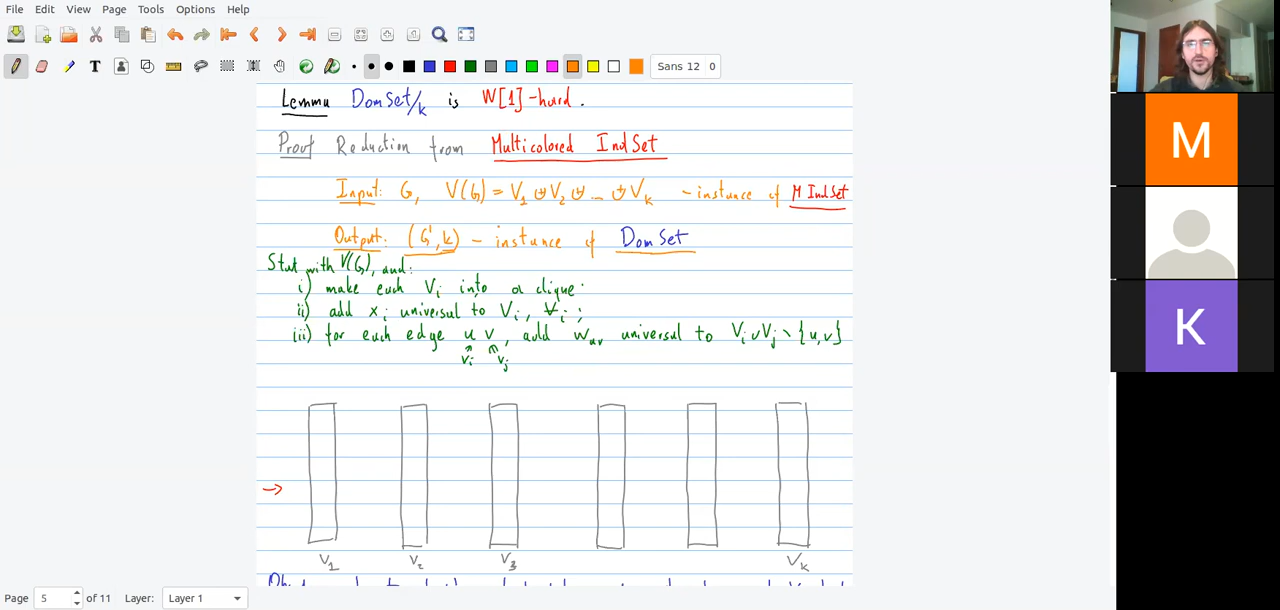 File Edit View Page Tools Options Help
Sans 12 0
Lemma DomSet/k is W[1]-hard.
Proof Reduction from Multicolored IndSet
Input: G, V(G) = V₁ ⊎ V₂ ⊎ ... ⊎ Vₖ - instance of MIndSet
Output: (G', k) - instance of DomSet
Start with V(G), and:
i) make each Vᵢ into a clique.
ii) add xᵢ universal to Vᵢ, ∀ᵢ ;
iii) for each edge u v, add wᵤᵥ universal to Vᵢ ∪ Vⱼ \ {u,v}
Vᵢ Vⱼ
→
V₁ V₂ V₃ Vₖ
M
K
Page 5 of 11 Layer: Layer 1